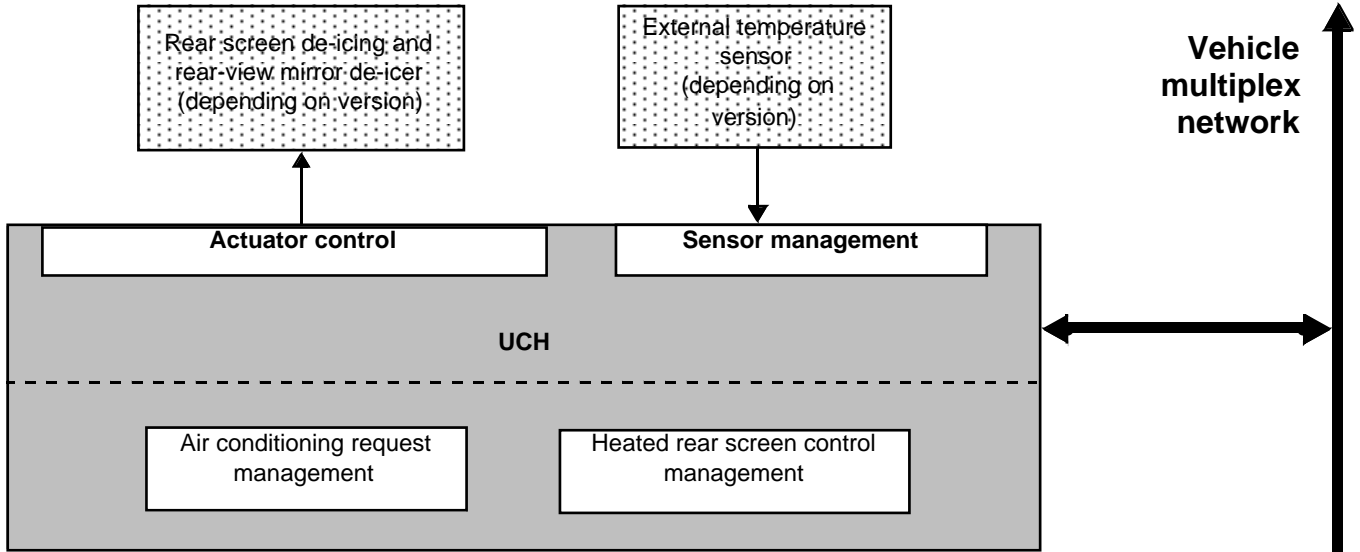 Rear screen de-icing and
rear-view mirror de-icer
(depending on version)
External temperature
sensor
(depending on
version)
Vehicle
multiplex
network
Actuator control
Sensor management
UCH
Air conditioning request
management
Heated rear screen control
management